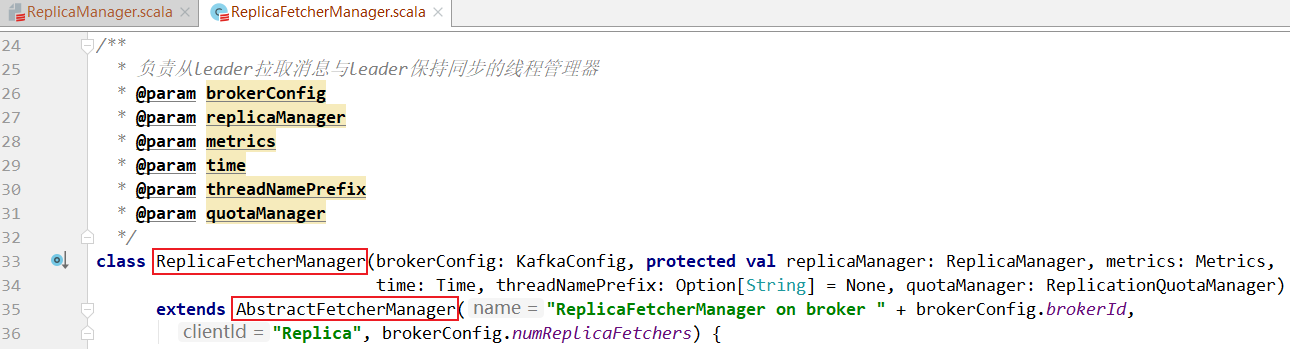 ReplicaManager.scala × ReplicaFetcherManager.scala ×
24 /**
25 * 负责从leader拉取消息与leader保持同步的线程管理器
26 * @param brokerConfig
27 * @param replicaManager
28 * @param metrics
29 * @param time
30 * @param threadNamePrefix
31 * @param quotaManager
32 */
33 class ReplicaFetcherManager(brokerConfig: KafkaConfig, protected val replicaManager: ReplicaManager, metrics: Metrics,
34 time: Time, threadNamePrefix: Option[String] = None, quotaManager: ReplicationQuotaManager)
35 extends AbstractFetcherManager( name = "ReplicaFetcherManager on broker " + brokerConfig.brokerId,
36 clientId = "Replica", brokerConfig.numReplicaFetchers) {